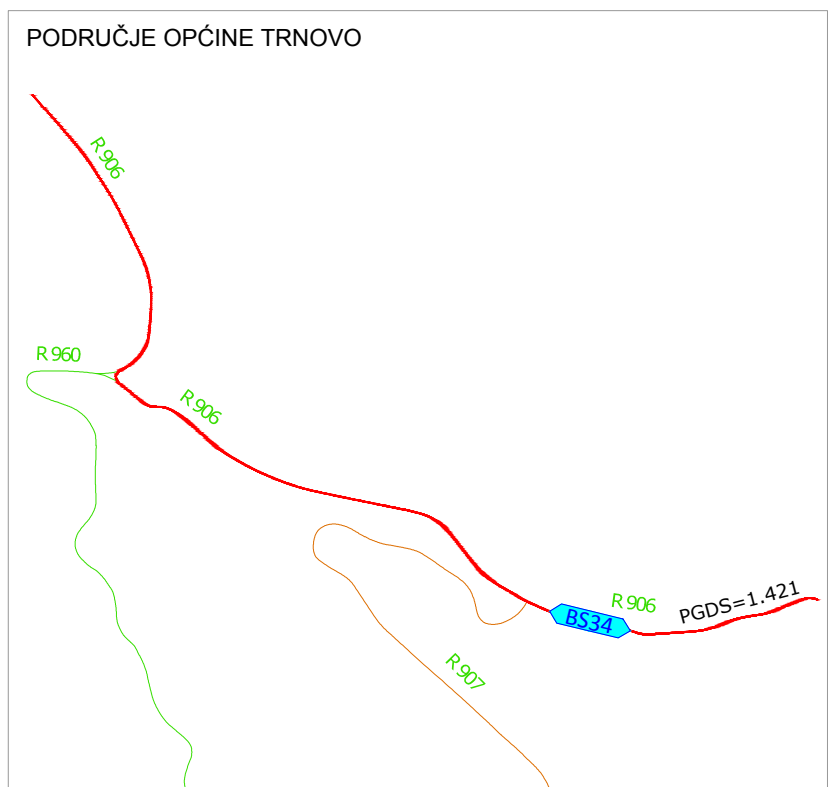 PODRUČJE OPĆINE TRNOVO
R 906
R 960
R 906
R 906
PGDS=1.421
BS34
R 907